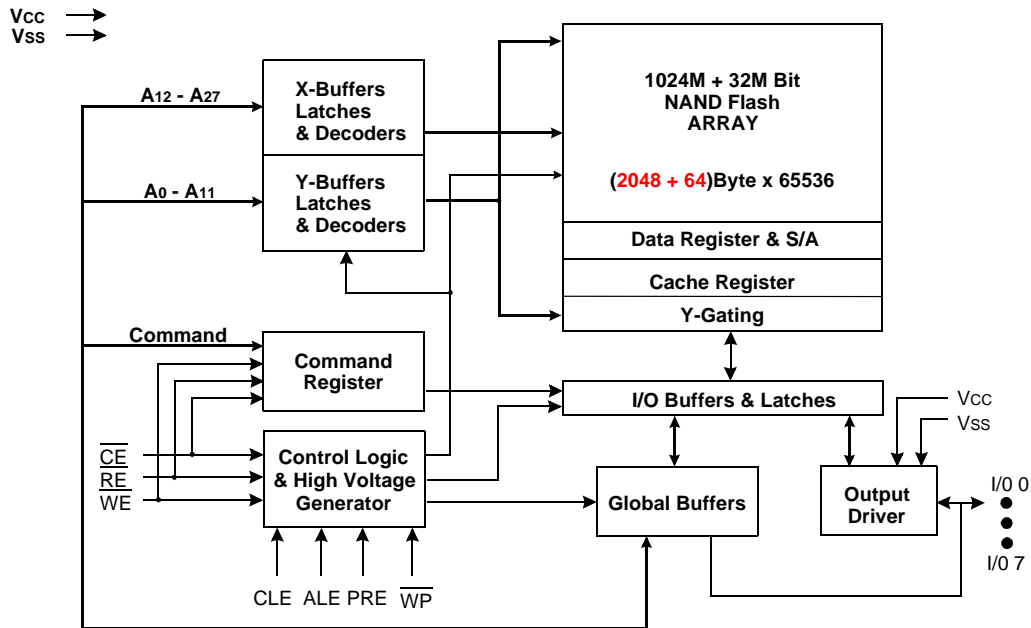 VCC
VSS
A12 - A27
X-Buffers
Latches
& Decoders
A0 - A11
Y-Buffers
Latches
& Decoders
1024M + 32M Bit
NAND Flash
ARRAY
(2048 + 64)Byte x 65536
Data Register & S/A
Cache Register
Y-Gating
Command
Command
Register
I/O Buffers & Latches
VCC
VSS
CE
RE
WE
Control Logic
& High Voltage
Generator
Global Buffers
Output
Driver
I/0 0
I/0 7
CLE
ALE
PRE
WP